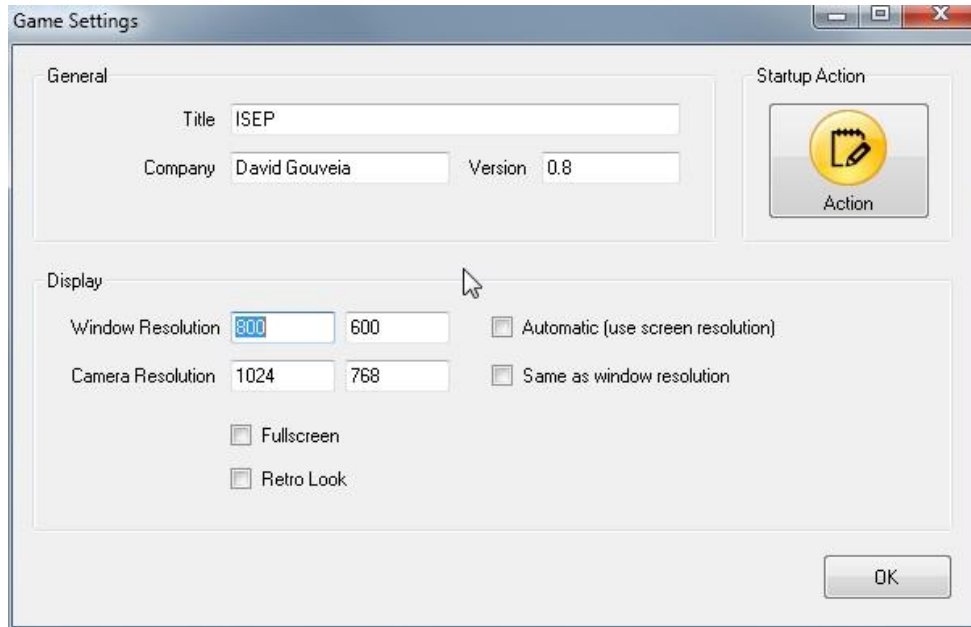 Game Settings
General
Startup Action
Title ISEP
Company David Gouveia Version 0.8
Action
Display
Window Resolution 800 600 Automatic (use screen resolution)
Camera Resolution 1024 768 Same as window resolution
Fullscreen
Retro Look
OK